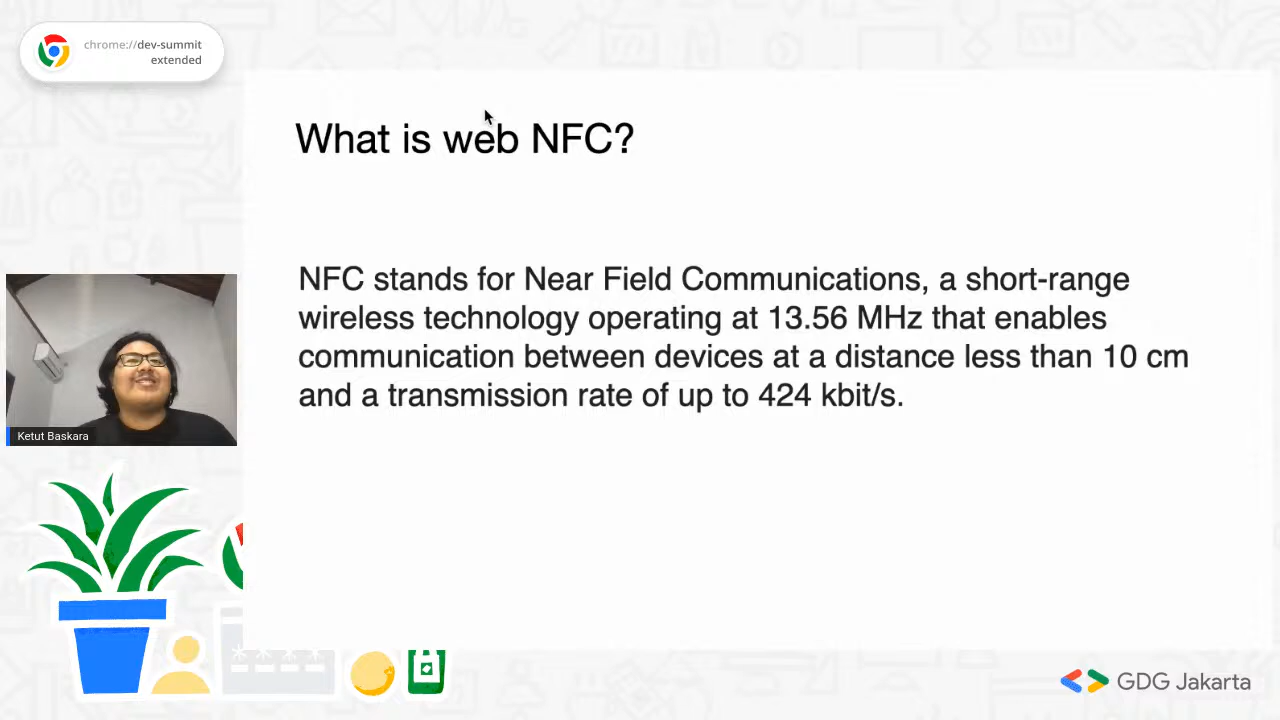 chrome://dev-summit
extended
What is web NFC?
NFC stands for Near Field Communications, a short-range
wireless technology operating at 13.56 MHz that enables
communication between devices at a distance less than 10 cm
and a transmission rate of up to 424 kbit/s.
Ketut Baskara
* * * *
GDG Jakarta